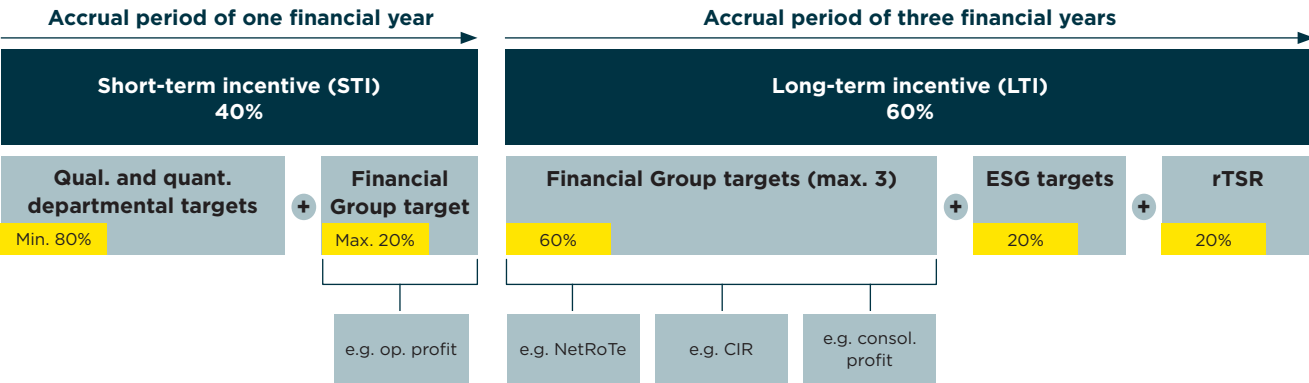 Accrual period of one financial year
Accrual period of three financial years
Short-term incentive (STI)
40%
Long-term incentive (LTI)
60%
Qual. and quant.
departmental targets
Min. 80%
+
Financial
Group target
Max. 20%
Financial Group targets (max. 3)
60%
+
ESG targets
20%
+
rTSR
20%
e.g. op. profit
e.g. NetRoTe
e.g. CIR
e.g. consol.
profit